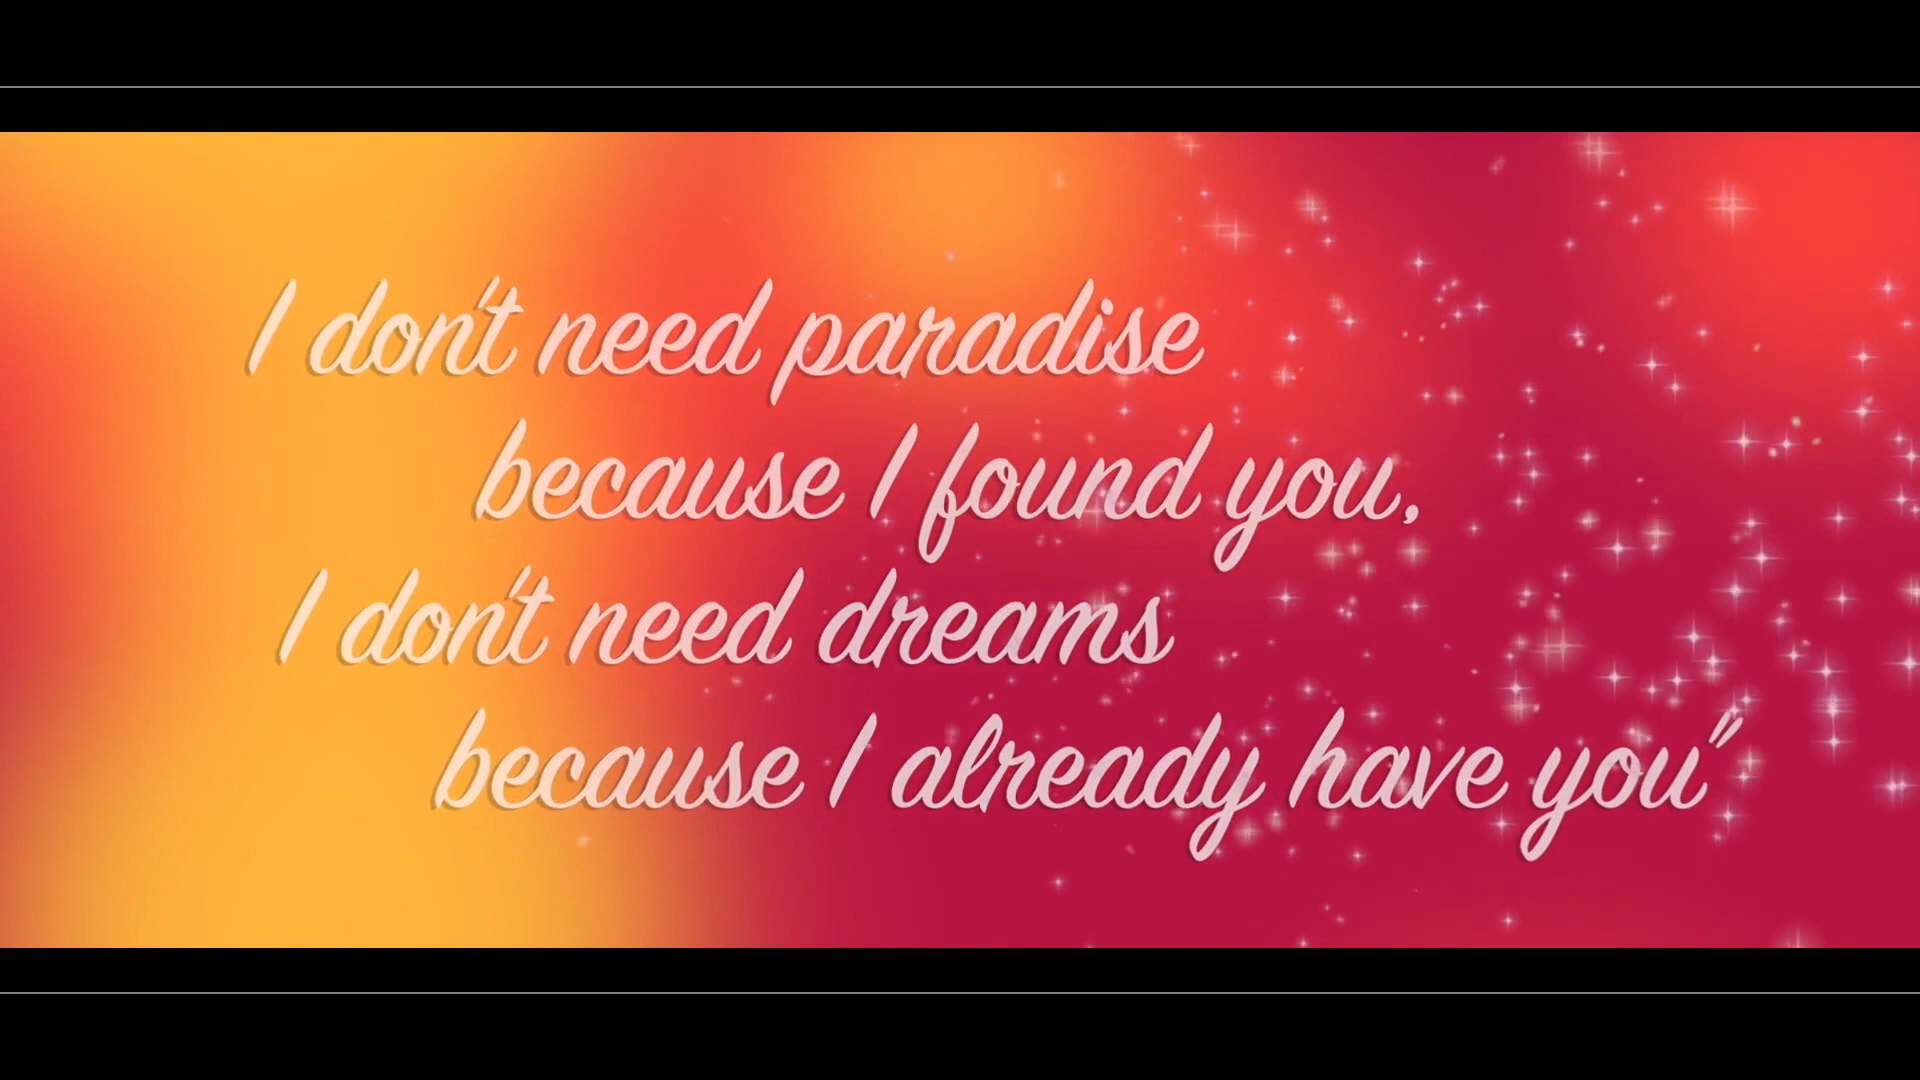 I don't need paradise
because I found you,
I don't need dreams
because I already have you"